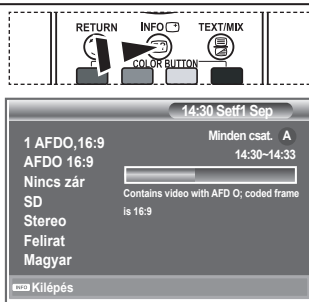 RETURN INFO TEXT/MIX
COLOR BUTTON
14:30 Setf1 Sep
Minden csat. A
14:30~14:33
1 AFDO,16:9
AFDO 16:9
Nincs zár
SD
Stereo
Felirat
Magyar
Contains video with AFD O; coded frame
is 16:9
INFO Kilépés